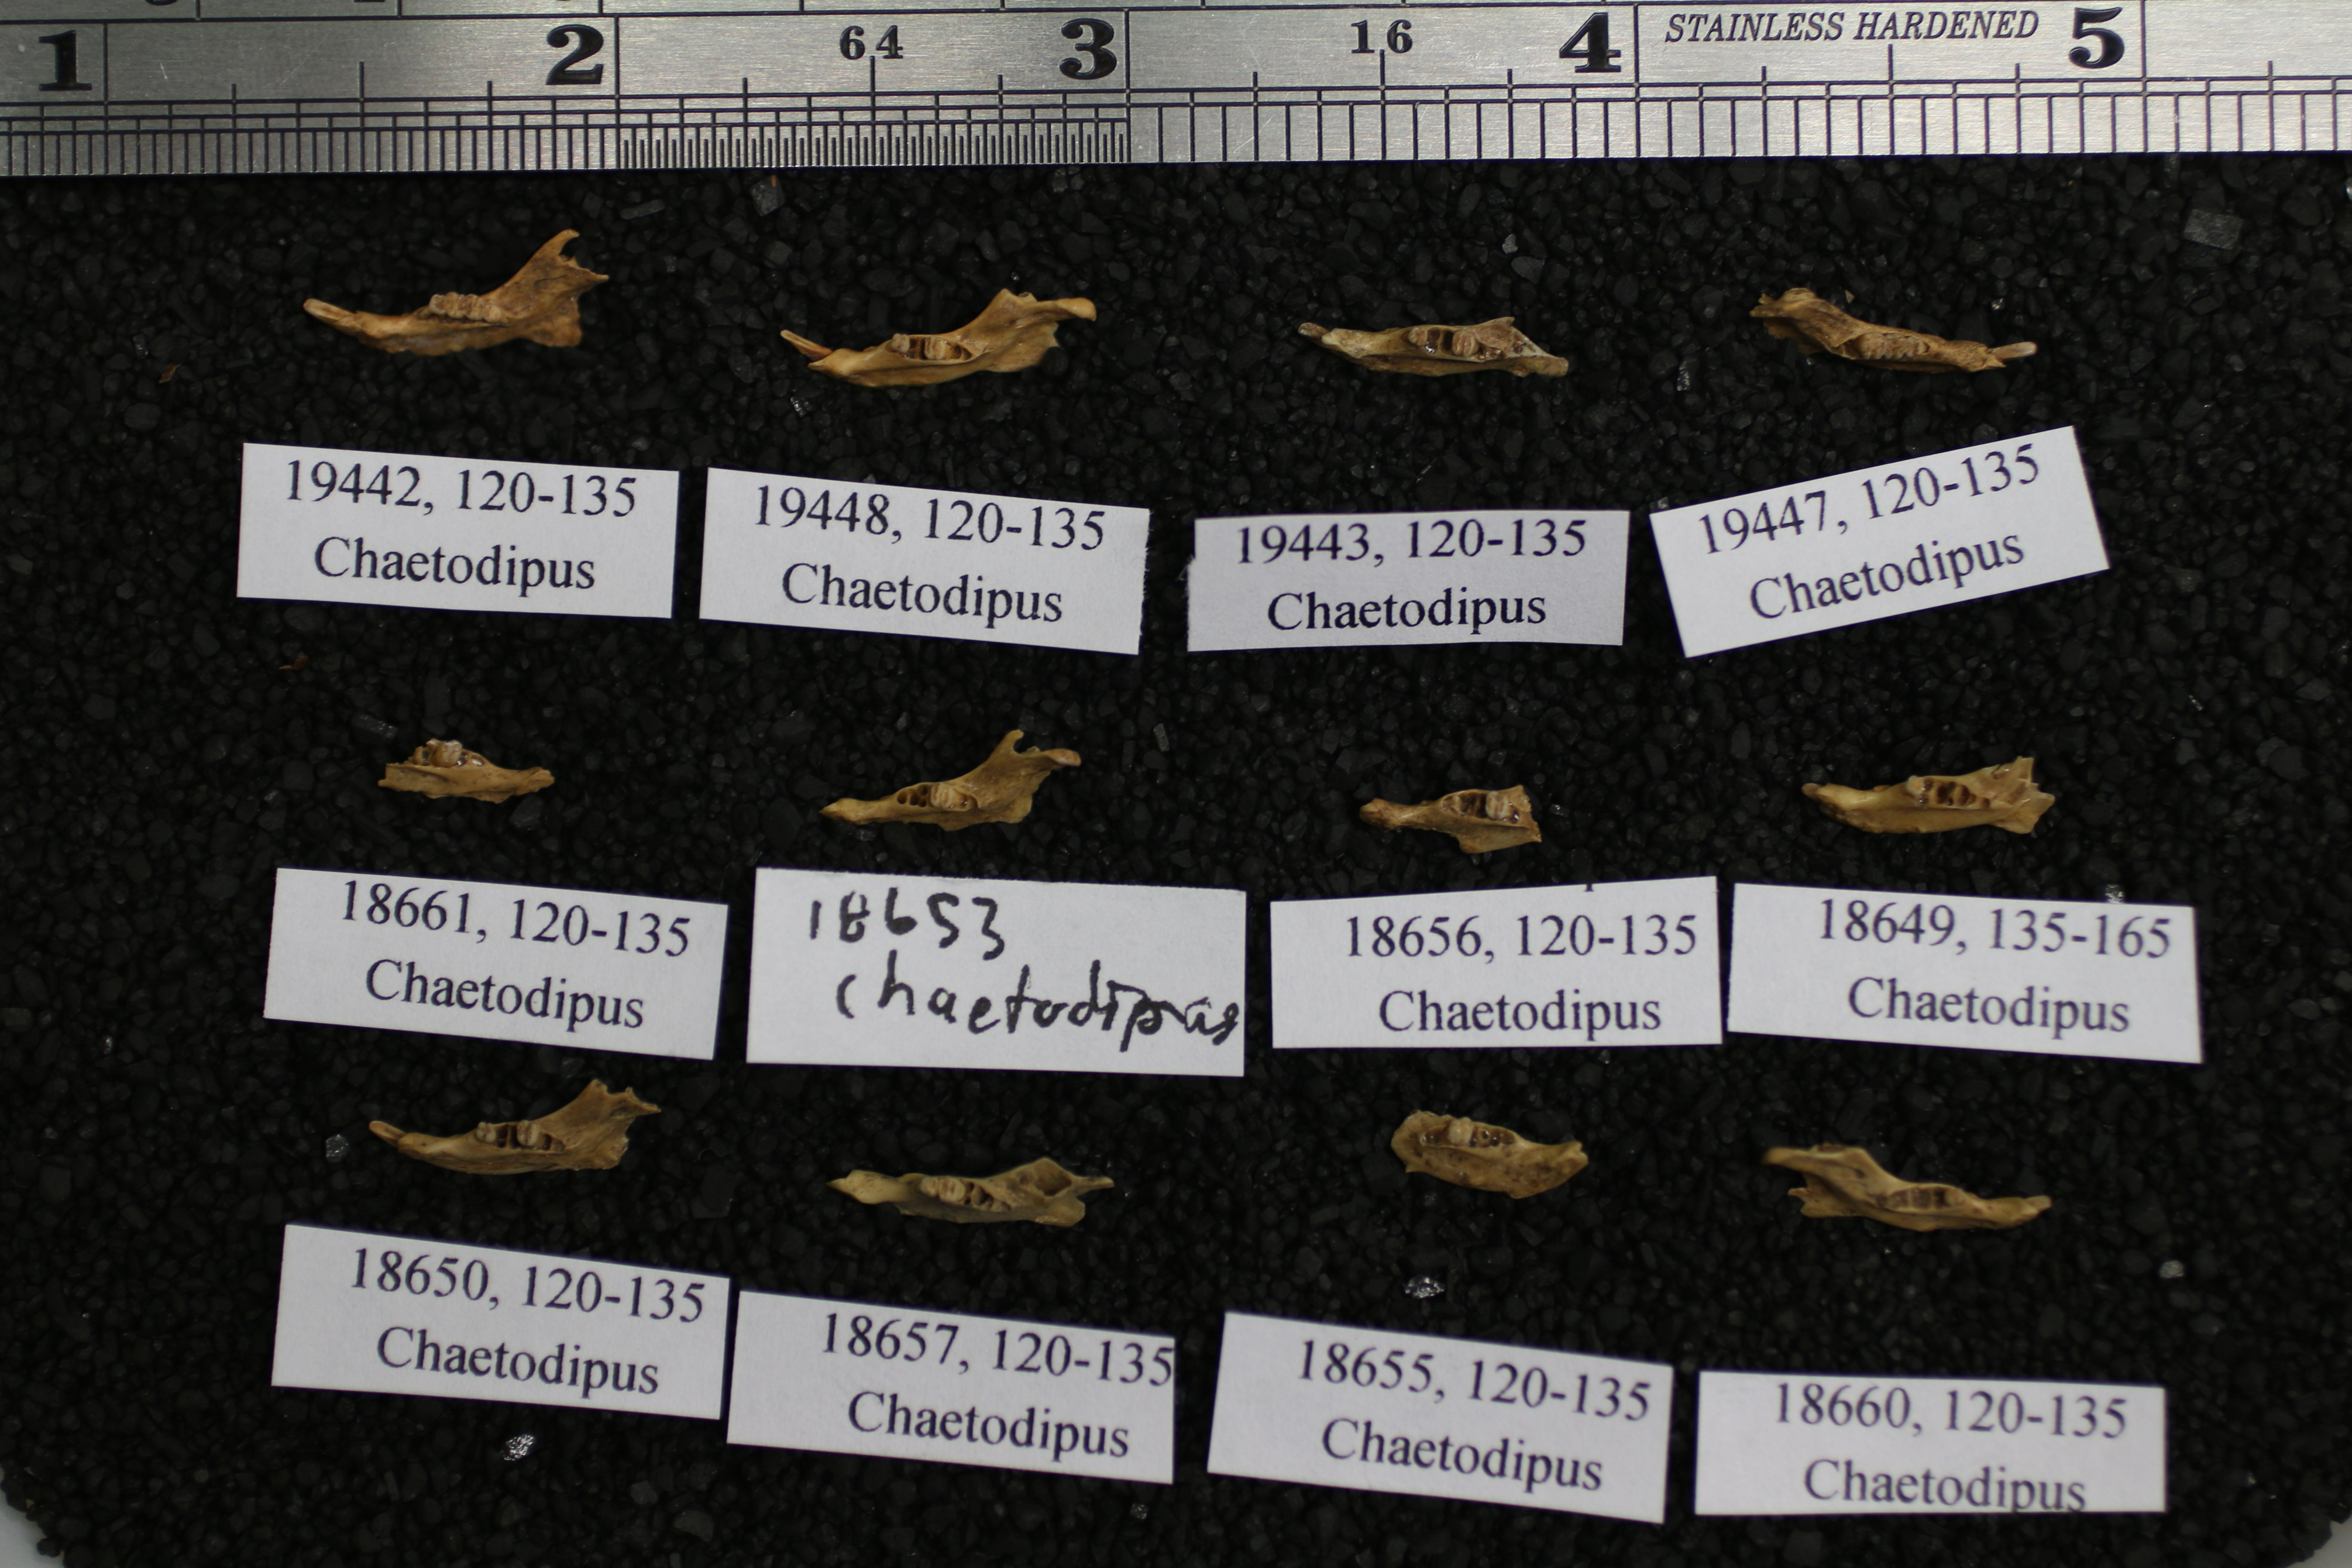 1 2 64 3 16 4 STAINLESS HARDENED 5
19442, 120-135
Chaetodipus
19448, 120-135
Chaetodipus
19443, 120-135
Chaetodipus
19447, 120-135
Chaetodipus
18661, 120-135
Chaetodipus
18653
Chaetodipus
18656, 120-135
Chaetodipus
18649, 135-165
Chaetodipus
18650, 120-135
Chaetodipus
18657, 120-135
Chaetodipus
18655, 120-135
Chaetodipus
18660, 120-135
Chaetodipus